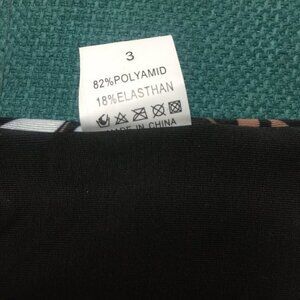 3
82%POLYAMID
18%ELASTHAN
MADE IN CHINA